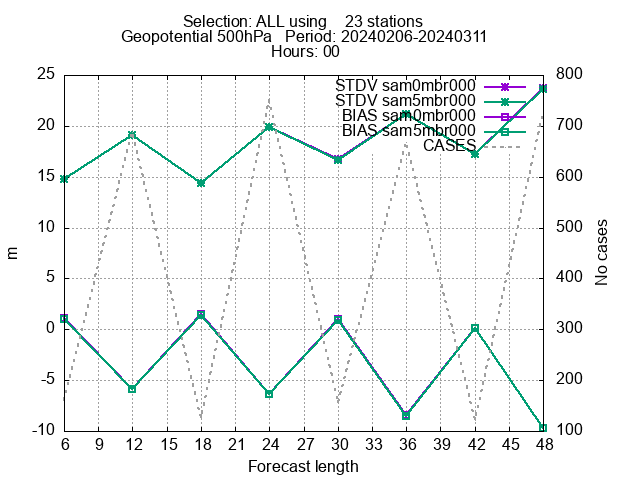 Selection: ALL using    23 stations
Geopotential 500hPa   Period: 20240206-20240311
Hours: 00
STDV sam0mbr000
STDV sam5mbr000
BIAS sam0mbr000
BIAS sam5mbr000
CASES
25
20
15
10
5
0
-5
-10
m
800
700
600
500
400
300
200
100
No cases
6 9 12 15 18 21 24 27 30 33 36 39 42 45 48
Forecast length